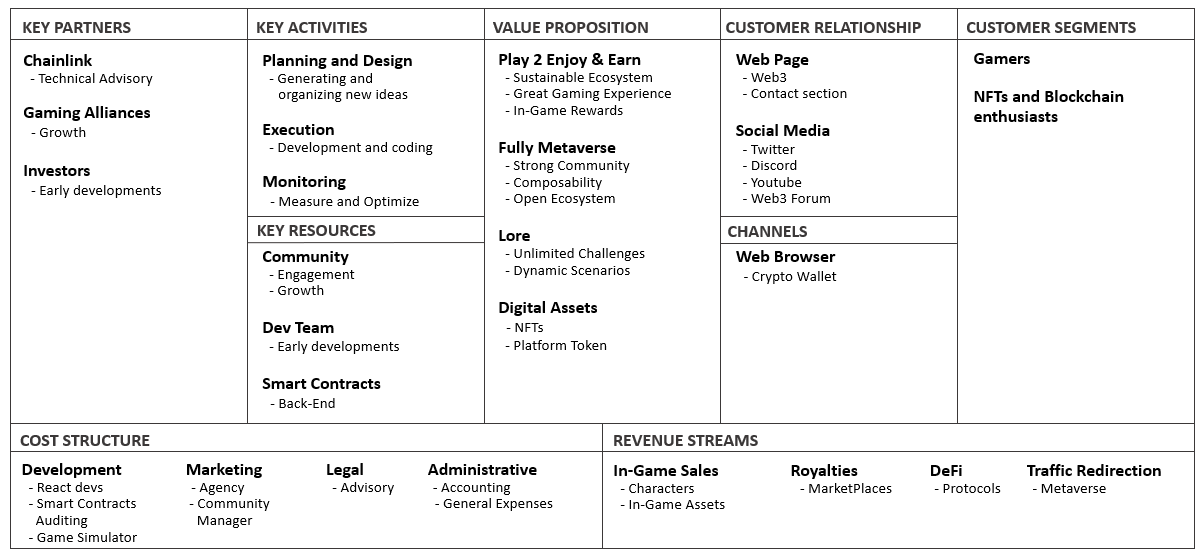 KEY PARTNERS
Chainlink
- Technical Advisory
Gaming Alliances
- Growth
Investors
- Early developments
KEY ACTIVITIES
Planning and Design
- Generating and
organizing new ideas
Execution
- Development and coding
Monitoring
- Measure and Optimize
KEY RESOURCES
Community
- Engagement
- Growth
Dev Team
- Early developments
Smart Contracts
- Back-End
VALUE PROPOSITION
Play 2 Enjoy & Earn
- Sustainable Ecosystem
- Great Gaming Experience
- In-Game Rewards
Fully Metaverse
- Strong Community
- Composability
- Open Ecosystem
Lore
- Unlimited Challenges
- Dynamic Scenarios
Digital Assets
- NFTs
- Platform Token
CUSTOMER RELATIONSHIP
Web Page
- Web3
- Contact section
Social Media
- Twitter
- Discord
- Youtube
- Web3 Forum
CHANNELS
Web Browser
- Crypto Wallet
CUSTOMER SEGMENTS
Gamers
NFTs and Blockchain
enthusiasts
COST STRUCTURE
Development
- React devs
- Smart Contracts
Auditing
- Game Simulator
Marketing
- Agency
- Community
Manager
Legal
- Advisory
Administrative
- Accounting
- General Expenses
REVENUE STREAMS
In-Game Sales
- Characters
- In-Game Assets
Royalties
- MarketPlaces
DeFi
- Protocols
Traffic Redirection
- Metaverse